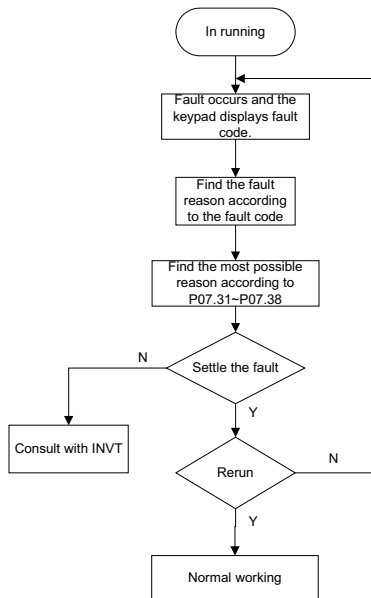 In running
Fault occurs and the
keypad displays fault
code.
Find the fault
reason according
to the fault code
Find the most possible
reason according to
P07.31~P07.38
N
Settle the fault
Y
Consult with INVT
Rerun
N
Y
Normal working